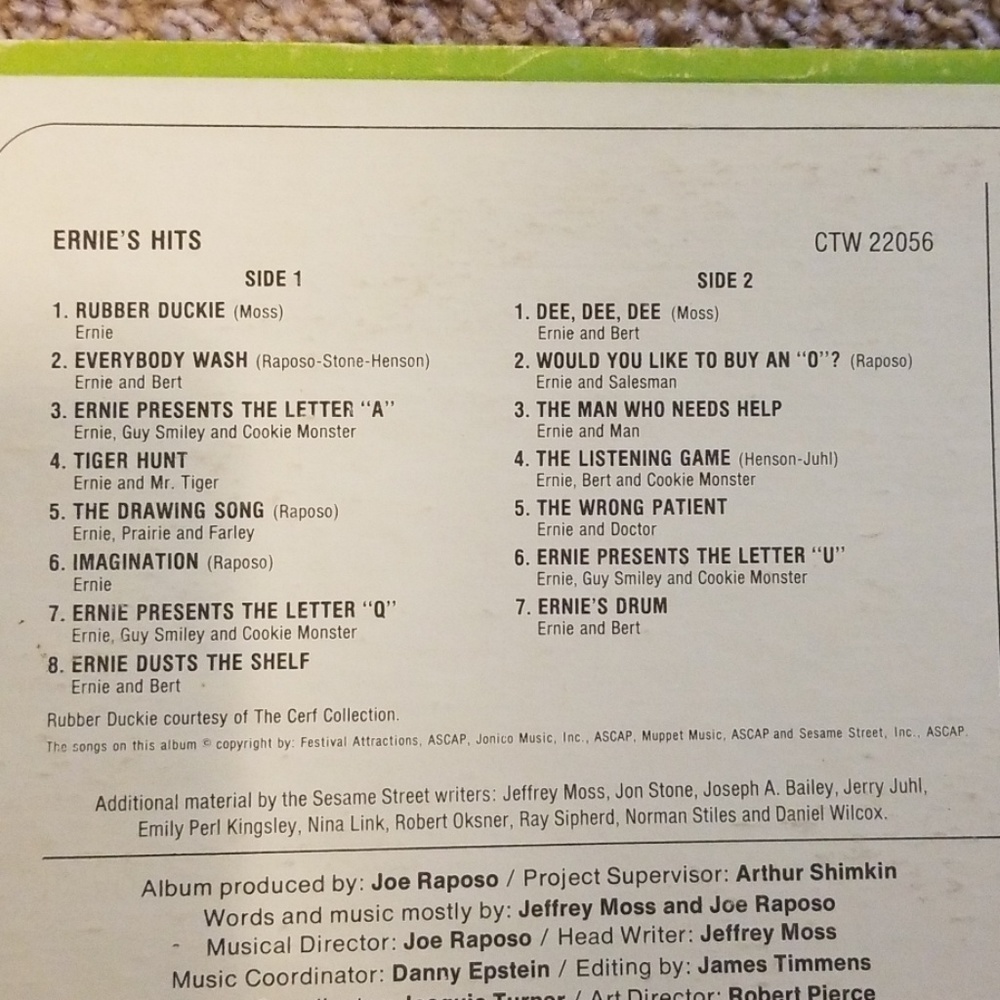 ERNIE'S HITS
CTW 22056
SIDE 1
1. RUBBER DUCKIE (Moss)
Ernie
2. EVERYBODY WASH (Raposo-Stone-Henson)
Ernie and Bert
3. ERNIE PRESENTS THE LETTER "A"
Ernie, Guy Smiley and Cookie Monster
4. TIGER HUNT
Ernie and Mr. Tiger
5. THE DRAWING SONG (Raposo)
Ernie, Prairie and Farley
6. IMAGINATION (Raposo)
Ernie
7. ERNIE PRESENTS THE LETTER "Q"
Ernie, Guy Smiley and Cookie Monster
8. ERNIE DUSTS THE SHELF
Ernie and Bert
SIDE 2
1. DEE, DEE, DEE (Moss)
Ernie and Bert
2. WOULD YOU LIKE TO BUY AN "O"? (Raposo)
Ernie and Salesman
3. THE MAN WHO NEEDS HELP
Ernie and Man
4. THE LISTENING GAME (Henson-Juhl)
Ernie, Bert and Cookie Monster
5. THE WRONG PATIENT
Ernie and Doctor
6. ERNIE PRESENTS THE LETTER "U"
Ernie, Guy Smiley and Cookie Monster
7. ERNIE'S DRUM
Ernie and Bert
Rubber Duckie courtesy of The Cerf Collection.
The songs on this album © copyright by: Festival Attractions, ASCAP, Jonico Music, Inc., ASCAP, Muppet Music, ASCAP and Sesame Street, Inc., ASCAP.
Additional material by the Sesame Street writers: Jeffrey Moss, Jon Stone, Joseph A. Bailey, Jerry Juhl,
Emily Perl Kingsley, Nina Link, Robert Oksner, Ray Sipherd, Norman Stiles and Daniel Wilcox.
Album produced by: Joe Raposo / Project Supervisor: Arthur Shimkin
Words and music mostly by: Jeffrey Moss and Joe Raposo
Musical Director: Joe Raposo / Head Writer: Jeffrey Moss
Music Coordinator: Danny Epstein / Editing by: James Timmens
Turner / Art Director: Robert Pierce